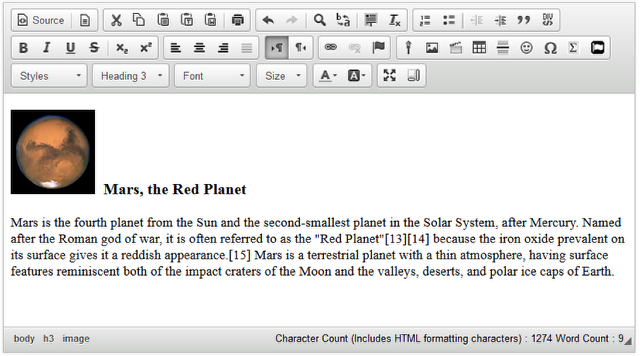 Source
B I U S x₂ x²
Styles Heading 3 Font Size A A
Mars, the Red Planet
Mars is the fourth planet from the Sun and the second-smallest planet in the Solar System, after Mercury. Named
after the Roman god of war, it is often referred to as the "Red Planet"[13][14] because the iron oxide prevalent on
its surface gives it a reddish appearance.[15] Mars is a terrestrial planet with a thin atmosphere, having surface
features reminiscent both of the impact craters of the Moon and the valleys, deserts, and polar ice caps of Earth.
body h3 image Character Count (Includes HTML formatting characters) : 1274 Word Count : 9